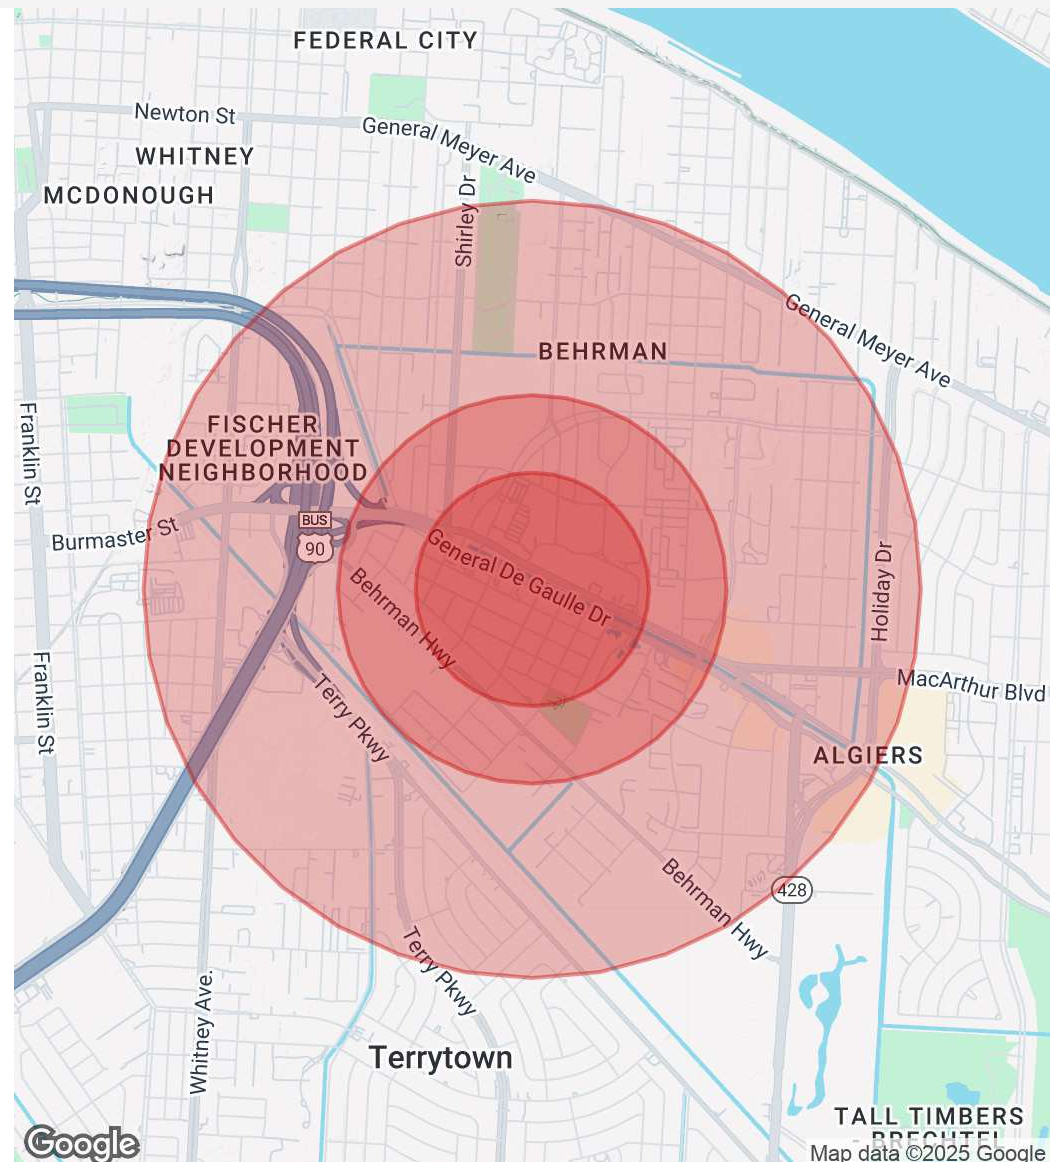 FEDERAL CITY
Newton St
General Meyer Ave
WHITNEY
MCDONOUGH
Shirley Dr
General Meyer Ave
BEHRMAN
Franklin St
FISCHER
DEVELOPMENT
NEIGHBORHOOD
BUS
90
Burmaster St
General De Gaulle Dr
Behrman Hwy
Holiday Dr
Franklin St
Terry Pkwy
MacArthur Blvd
ALGIERS
Behrman Hwy
428
Terry Pkwy
Whitney Ave.
Terrytown
TALL TIMBERS
- BRECHTEL
Google
Map data ©2025 Google